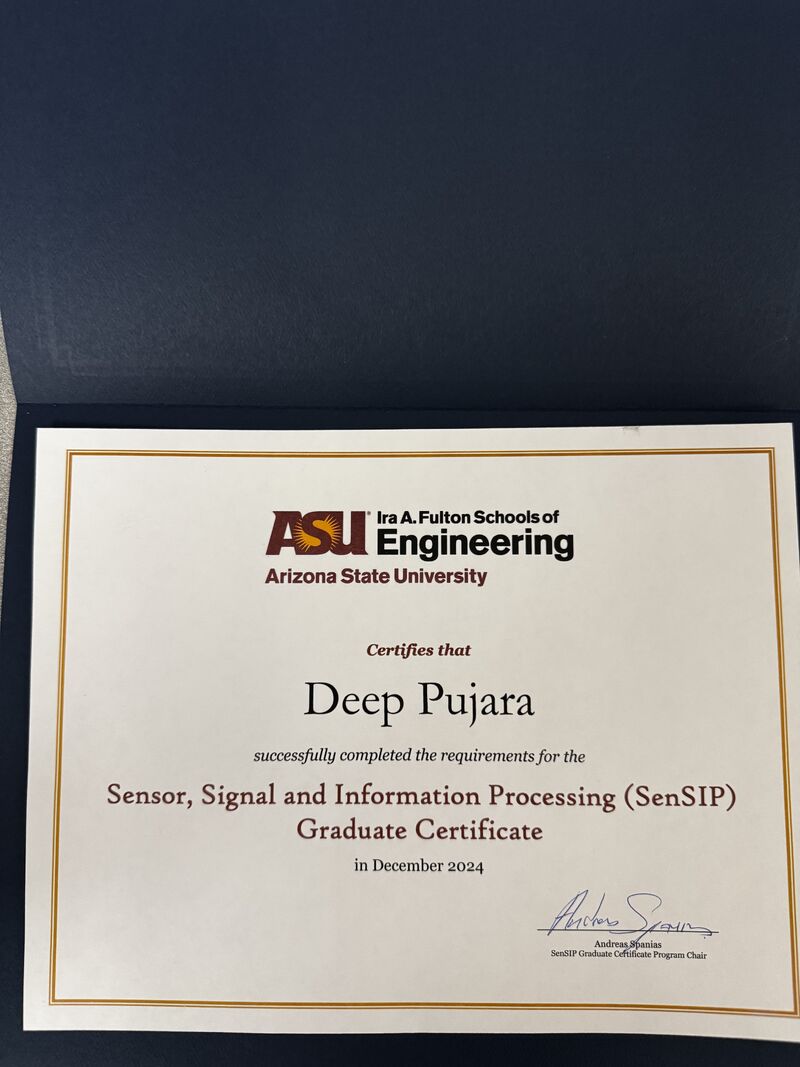 ASU® Ira A. Fulton Schools of
Engineering
Arizona State University
Certifies that
Deep Pujara
successfully completed the requirements for the
Sensor, Signal and Information Processing (SenSIP)
Graduate Certificate
in December 2024
Andreas Spanias
Andreas Spanias
SenSIP Graduate Certificate Program Chair